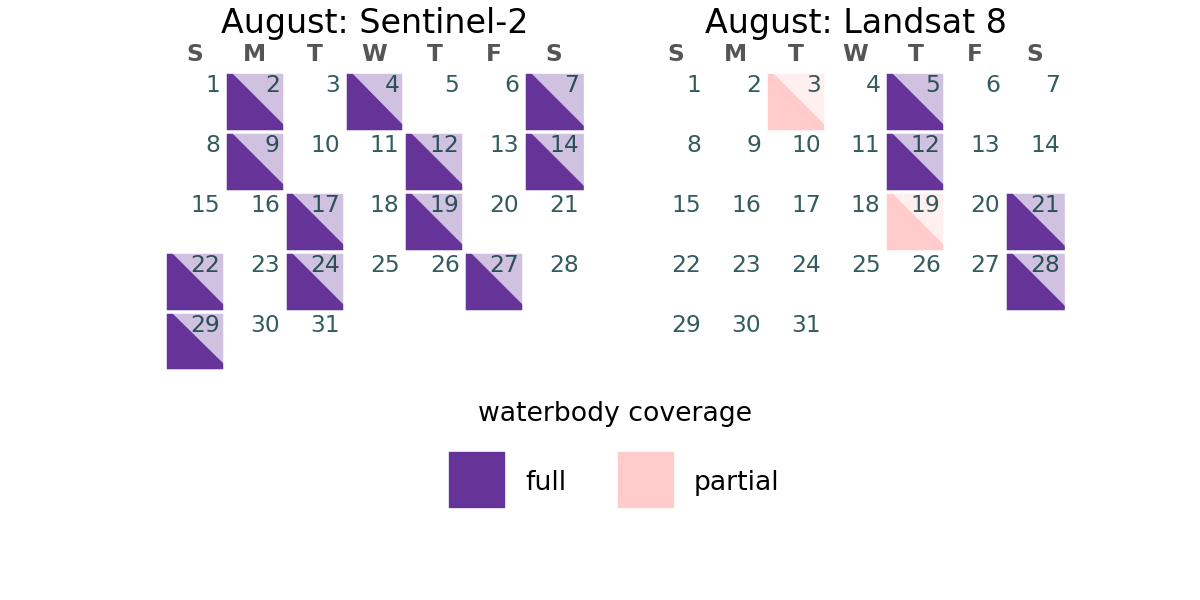 August: Sentinel-2
S M T W T F S
1 2 3 4 5 6 7
8 9 10 11 12 13 14
15 16 17 18 19 20 21
22 23 24 25 26 27 28
29 30 31
August: Landsat 8
S M T W T F S
1 2 3 4 5 6 7
8 9 10 11 12 13 14
15 16 17 18 19 20 21
22 23 24 25 26 27 28
29 30 31
waterbody coverage
full partial